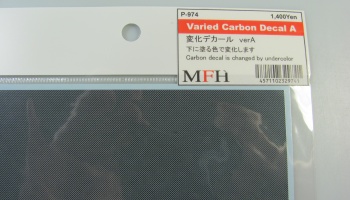 P-974 1,400Yen
Varied Carbon Decal A
変化デカール verA
下に塗る色で変化します
Carbon decal is changed by undercolor
MFH